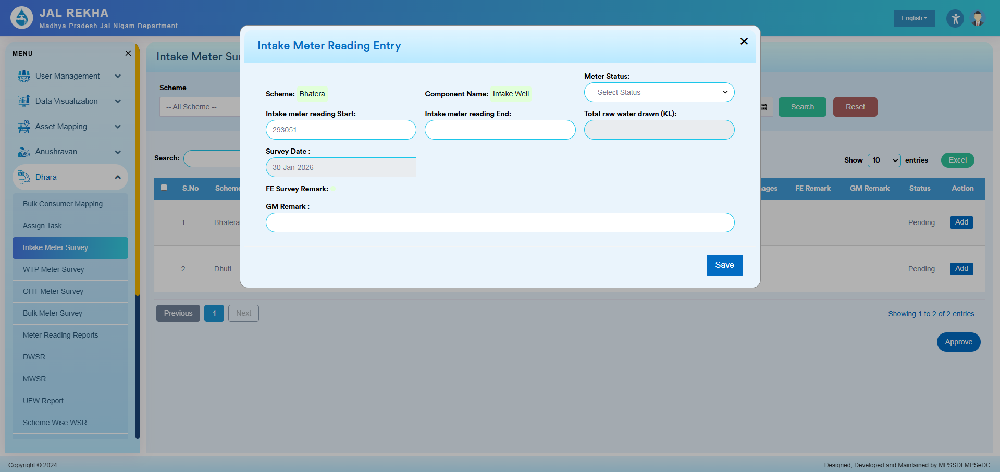 JAL REKHA
Madhya Pradesh Jal Nigam Department
English
MENU
User Management
Data Visualization
Asset Mapping
Anushravan
Dhara
Bulk Consumer Mapping
Assign Task
Intake Meter Survey
WTP Meter Survey
OHT Meter Survey
Bulk Meter Survey
Meter Reading Reports
DWSR
MWSR
UFW Report
Scheme Wise WSR
Intake Meter Sur
Scheme
-- All Scheme --
Search Reset
Search:
Show 10 entries Excel
S.No Scheme ages FE Remark GM Remark Status Action
1 Bhatera Pending Add
2 Dhuti Pending Add
Previous 1 Next
Showing 1 to 2 of 2 entries
Approve
Intake Meter Reading Entry
Meter Status:
Scheme: Bhatera Component Name: Intake Well -- Select Status --
Intake meter reading Start: Intake meter reading End: Total raw water drawn (KL):
293051
Survey Date :
30-Jan-2026
FE Survey Remark:
GM Remark :
Save
Copyright © 2024
Designed, Developed and Maintained by MPSSDI MPSeDC.